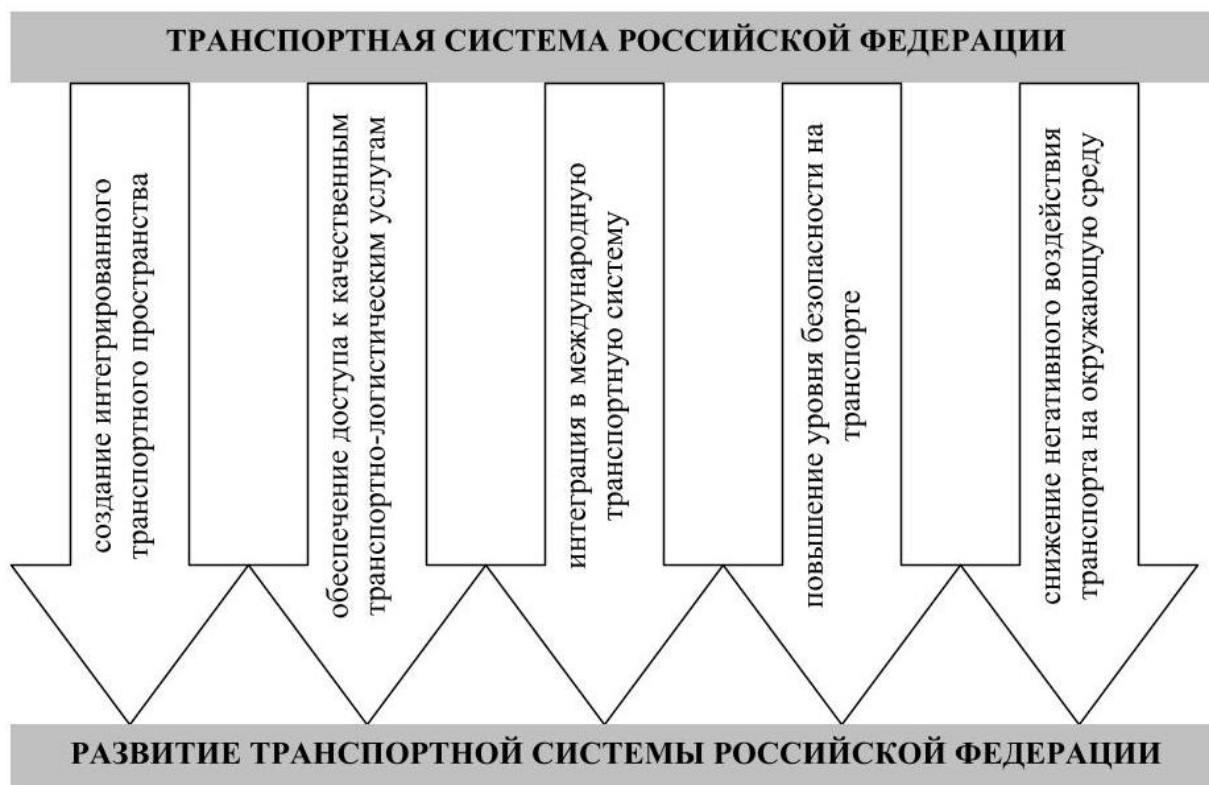 ТРАНСПОРТНАЯ СИСТЕМА РОССИЙСКОЙ ФЕДЕРАЦИИ
создание интегрированного
транспортного пространства
обеспечение доступа к качественным
транспортно-логистическим услугам
интеграция в международную
транспортную систему
повышение уровня безопасности на
транспорте
снижение негативного воздействия
транспорта на окружающую среду
РАЗВИТИЕ ТРАНСПОРТНОЙ СИСТЕМЫ РОССИЙСКОЙ ФЕДЕРАЦИИ